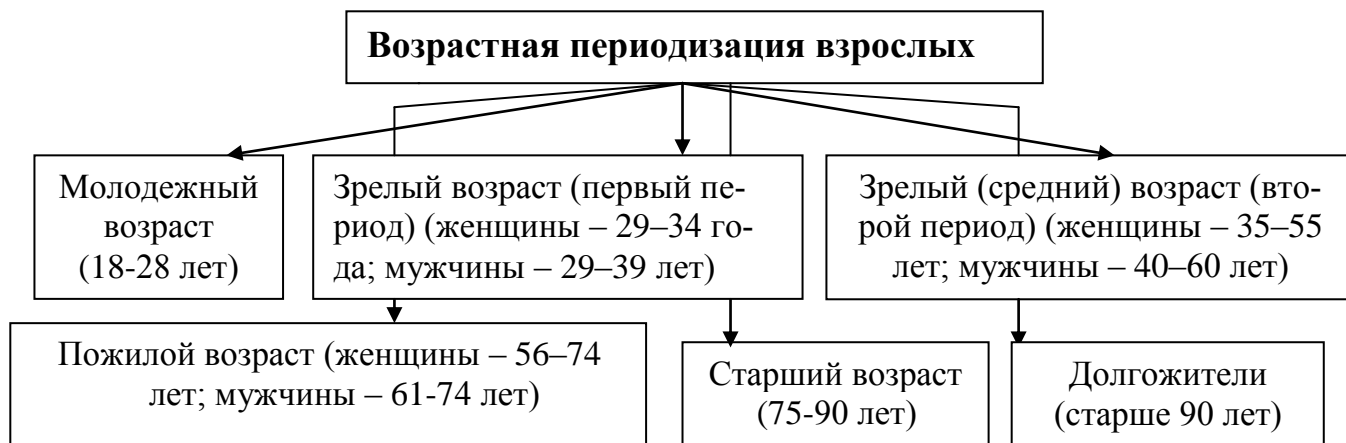 Возрастная периодизация взрослых
Молодежный
возраст
(18-28 лет)
Зрелый возраст (первый пе-
риод) (женщины – 29–34 го-
да; мужчины – 29–39 лет)
Зрелый (средний) возраст (вто-
рой период) (женщины – 35–55
лет; мужчины – 40–60 лет)
Пожилой возраст (женщины – 56–74
лет; мужчины – 61-74 лет)
Старший возраст
(75-90 лет)
Долгожители
(старше 90 лет)